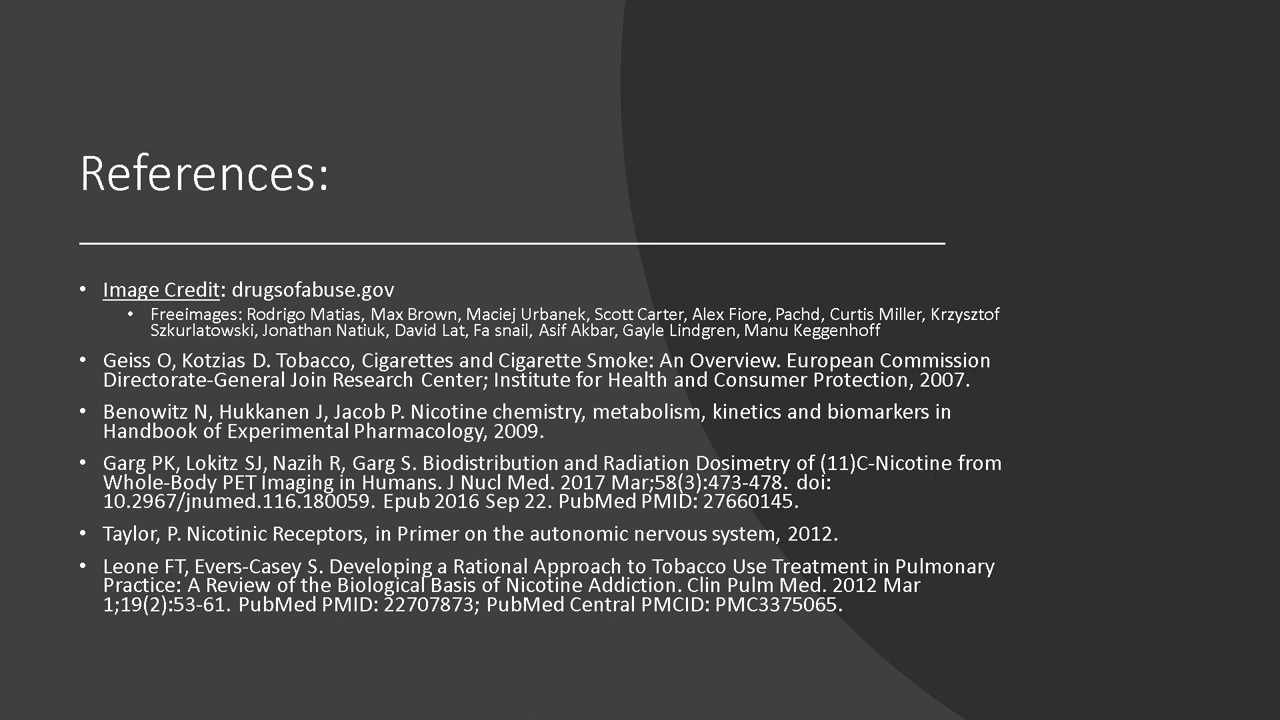 References:
• Image Credit: drugsofabuse.gov
• Freeimages: Rodrigo Matias, Max Brown, Maciej Urbanek, Scott Carter, Alex Fiore, Pachd, Curtis Miller, Krzysztof
Szkurlatowski, Jonathan Natiuk, David Lat, Fa snail, Asif Akbar, Gayle Lindgren, Manu Keggenhoff
• Geiss O, Kotzias D. Tobacco, Cigarettes and Cigarette Smoke: An Overview. European Commission
Directorate-General Join Research Center; Institute for Health and Consumer Protection, 2007.
• Benowitz N, Hukkanen J, Jacob P. Nicotine chemistry, metabolism, kinetics and biomarkers in
Handbook of Experimental Pharmacology, 2009.
• Garg PK, Lokitz SJ, Nazih R, Garg S. Biodistribution and Radiation Dosimetry of (11)C-Nicotine from
Whole-Body PET Imaging in Humans. J Nucl Med. 2017 Mar;58(3):473-478. doi:
10.2967/jnumed.116.180059. Epub 2016 Sep 22. PubMed PMID: 27660145.
• Taylor, P. Nicotinic Receptors, in Primer on the autonomic nervous system, 2012.
• Leone FT, Evers-Casey S. Developing a Rational Approach to Tobacco Use Treatment in Pulmonary
Practice: A Review of the Biological Basis of Nicotine Addiction. Clin Pulm Med. 2012 Mar
1;19(2):53-61. PubMed PMID: 22707873; PubMed Central PMCID: PMC3375065.